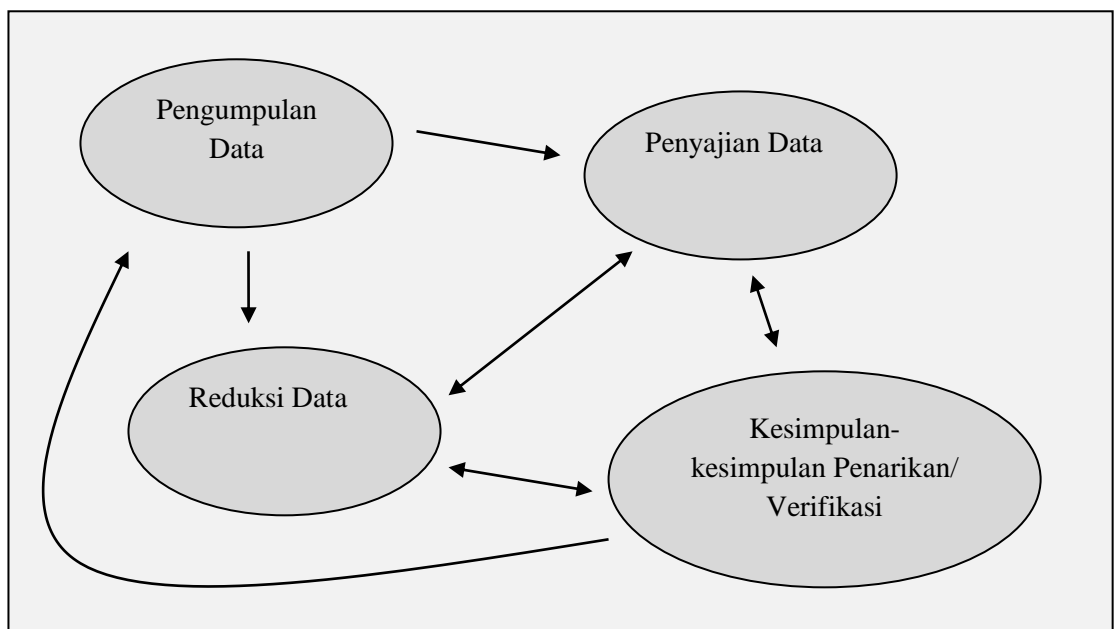 Pengumpulan
Data
Penyajian Data
Reduksi Data
Kesimpulan-
kesimpulan Penarikan/
Verifikasi